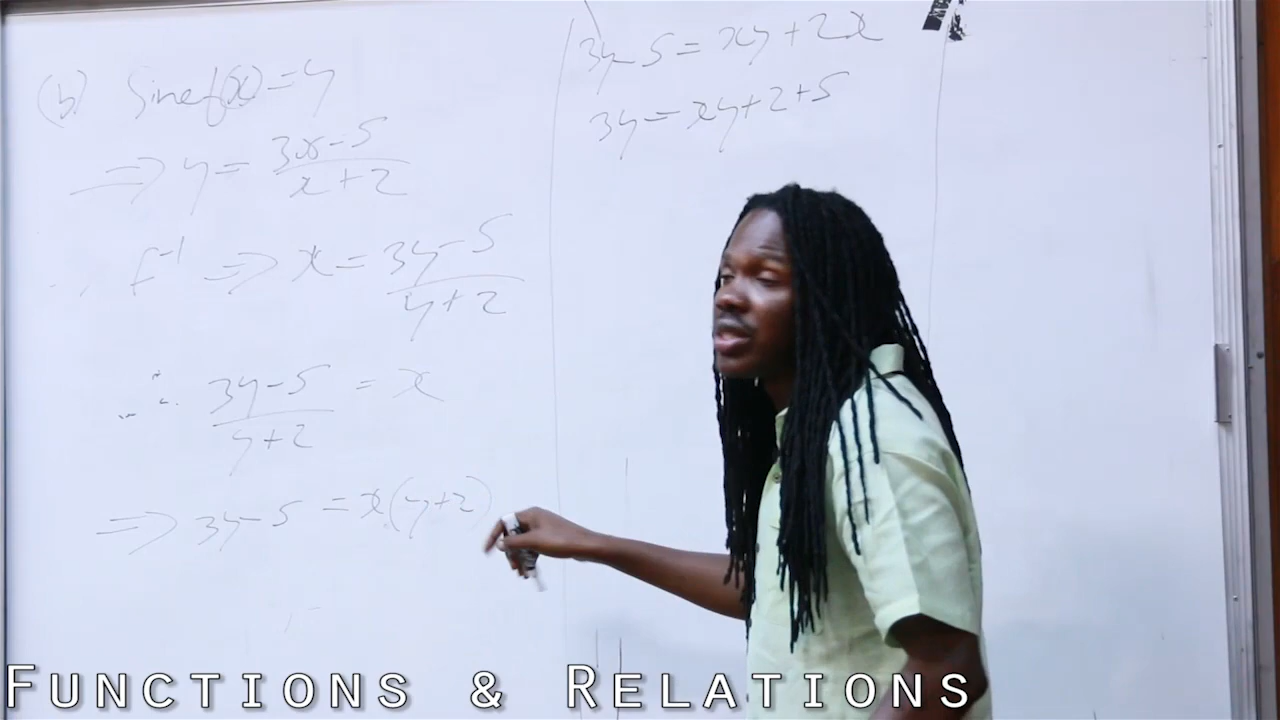 (b) Since f(x) = y
⇒ y = 3x-5 / x+2
f⁻¹ ⇒ x = 3y-5 / y+2
∴ 3y-5 / y+2 = x
⇒ 3y-5 = x(y+2)
3y-5 = xy+2x
3y = xy+2+5
FUNCTIONS & RELATIONS